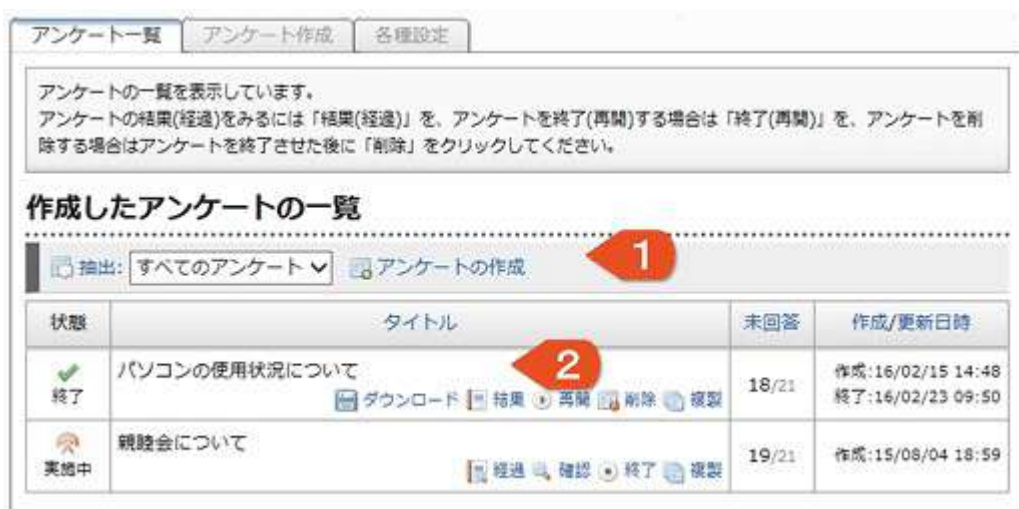 アンケート一覧 アンケート作成 各種設定
アンケートの一覧を表示しています。
アンケートの結果(経過)をみるには「結果(経過)」を、アンケートを終了(再開)する場合は「終了(再開)」を、アンケートを削
除する場合はアンケートを終了させた後に「削除」をクリックしてください。
作成したアンケートの一覧
抽出: すべてのアンケート アンケートの作成 1
状態 タイトル 未回答 作成/更新日時
パソコンの使用状況について 2
終了 ダウンロード 結果 再開 削除 複製 18/21 作成:16/02/15 14:48
終了:16/02/23 09:50
親睦会について
実施中 経過 確認 終了 複製 19/21 作成:15/08/04 18:59